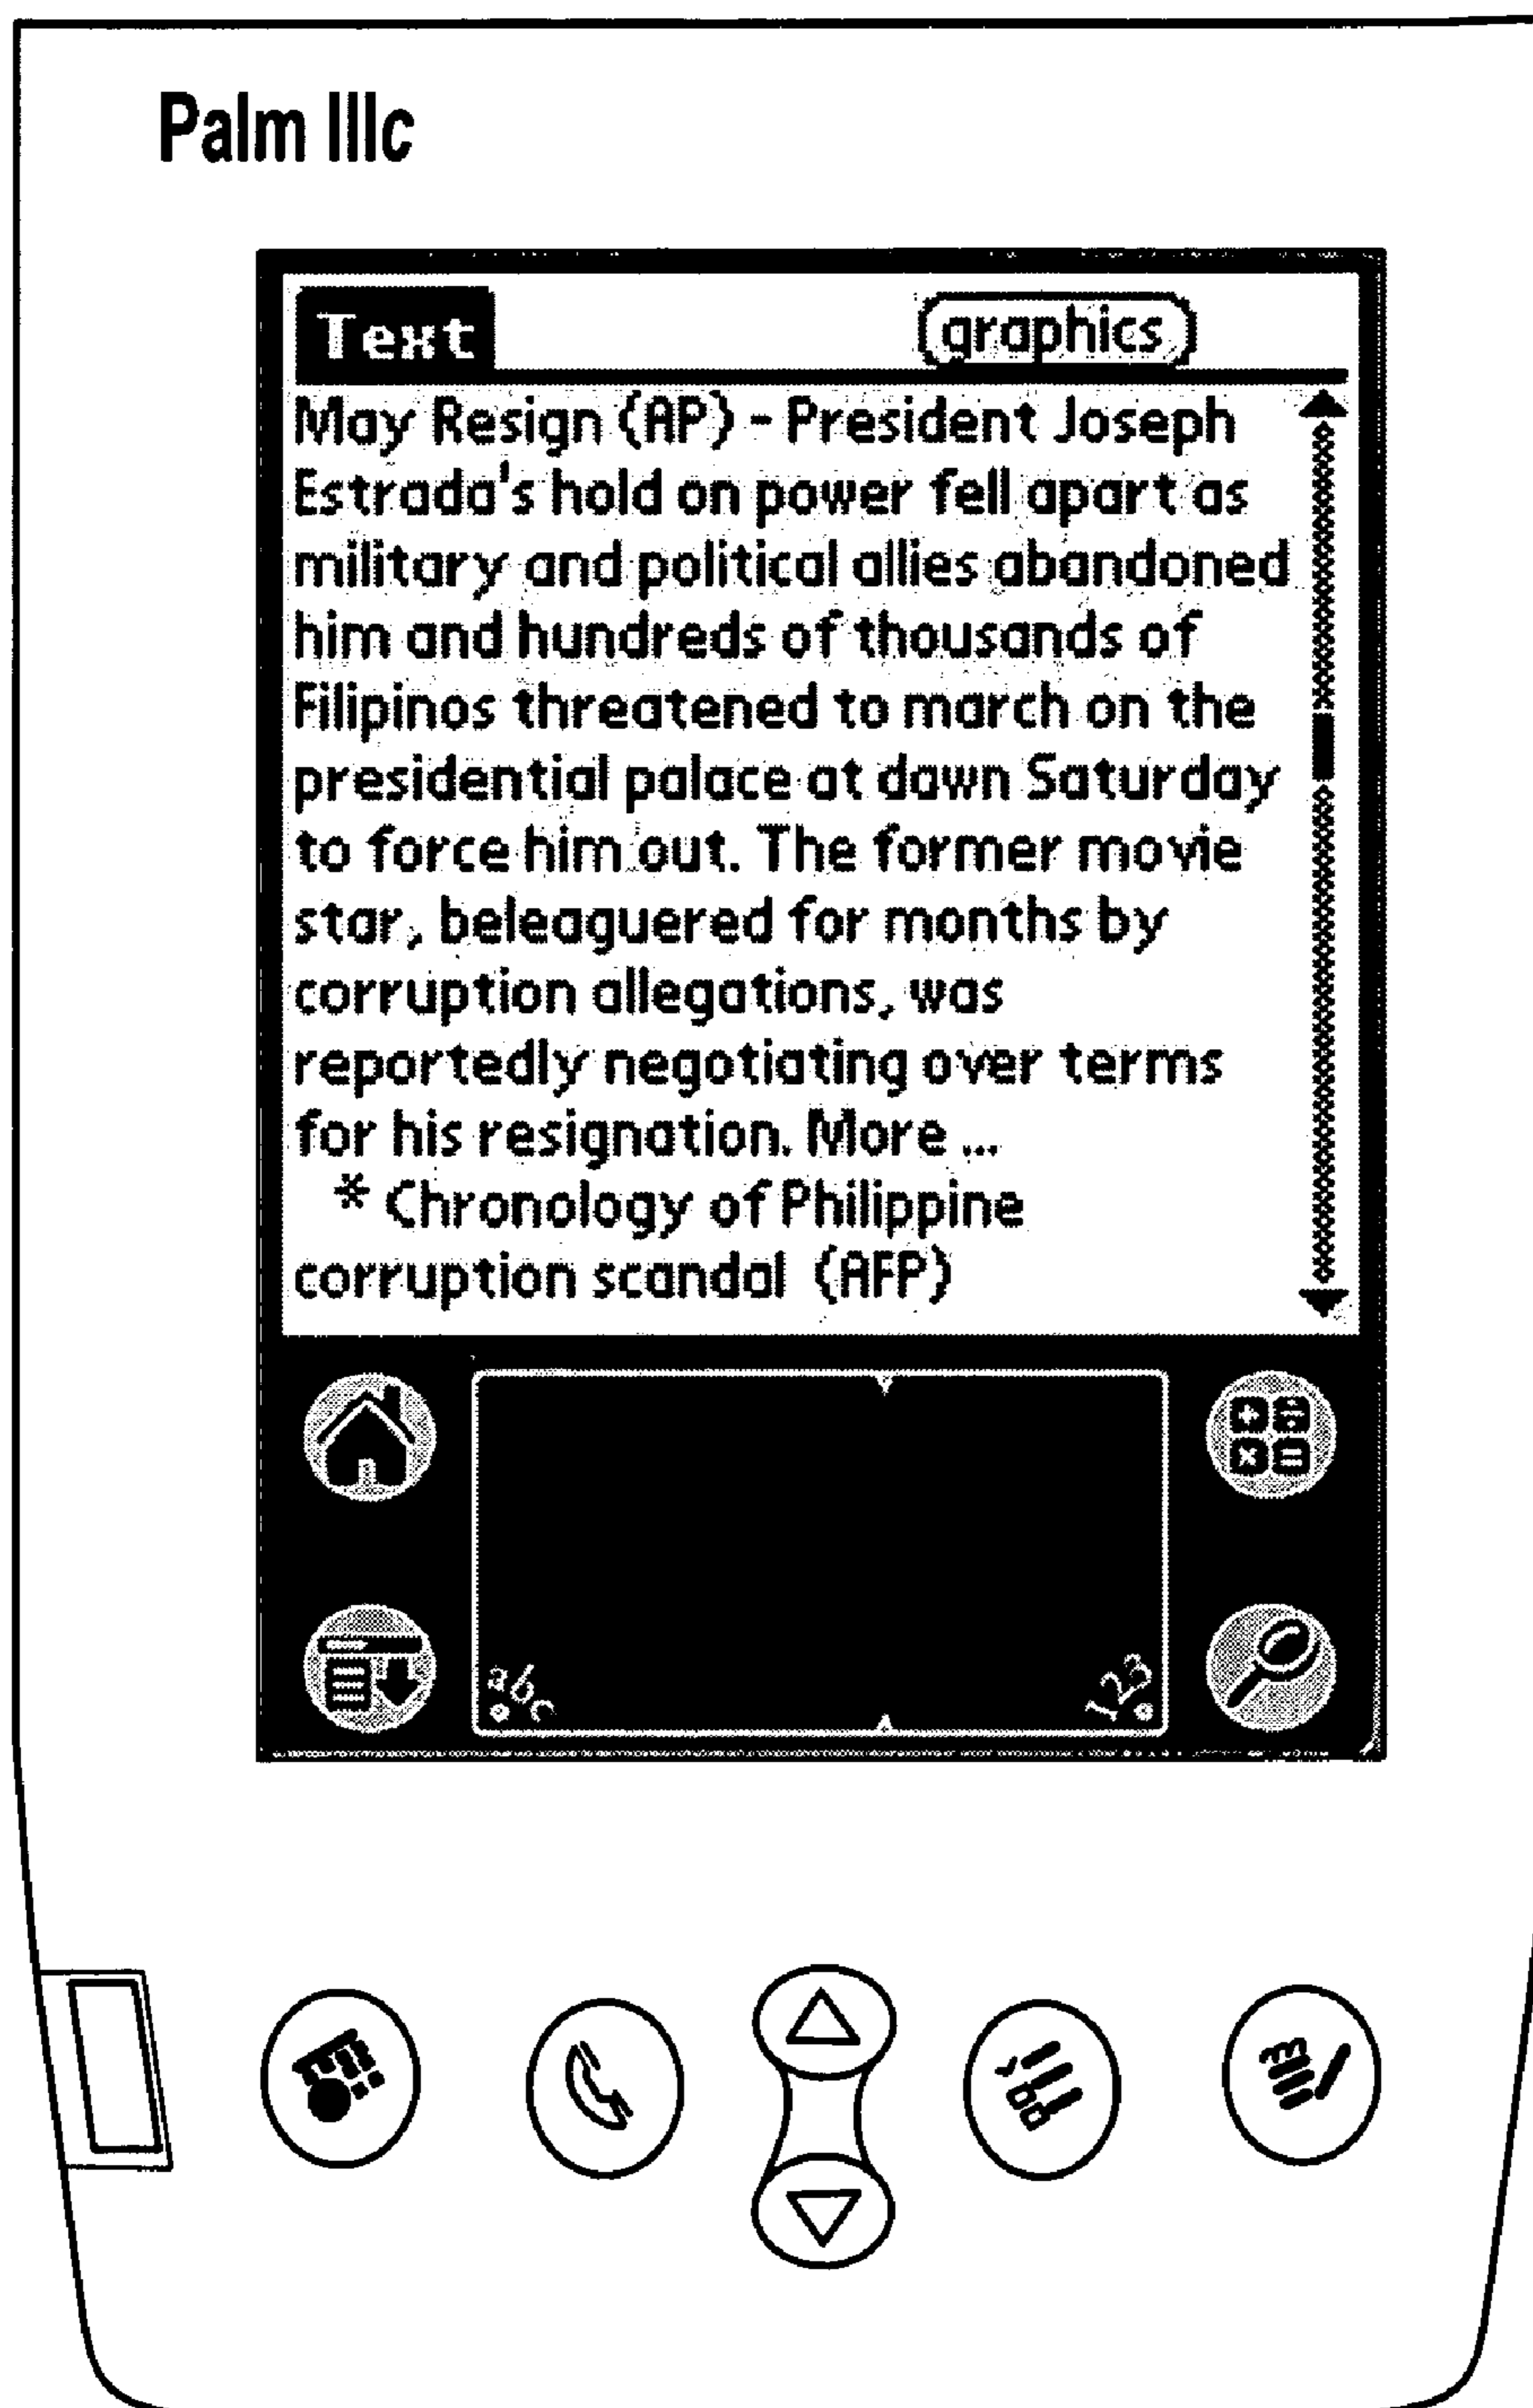 Palm IIIc
Text
graphics
May Resign (AP) - President Joseph
Estrada's hold on power fell apart as
military and political allies abandoned
him and hundreds of thousands of
Filipinos threatened to march on the
presidential palace at dawn Saturday
to force him out. The former movie
star, beleaguered for months by
corruption allegations, was
reportedly negotiating over terms
for his resignation. More ...
* Chronology of Philippine
corruption scandal (AFP)
abc
123